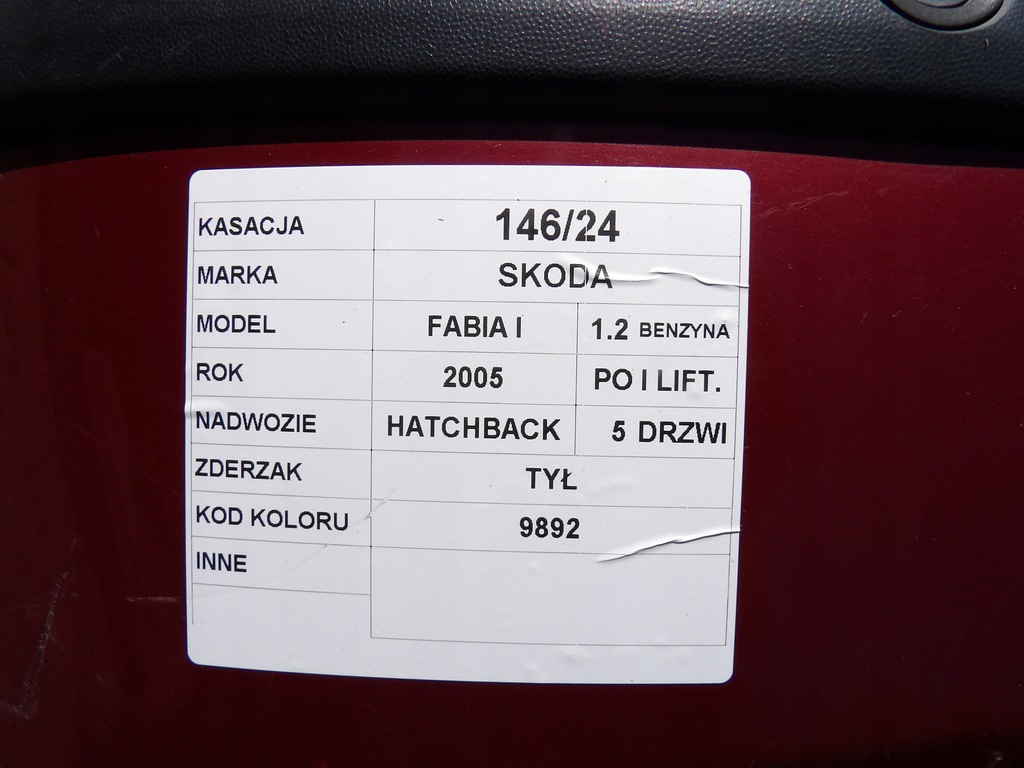 KASACJA 146/24
MARKA SKODA
MODEL FABIA I 1.2 BENZYNA
ROK 2005 PO I LIFT.
NADWOZIE HATCHBACK 5 DRZWI
ZDERZAK TYŁ
KOD KOLORU 9892
INNE